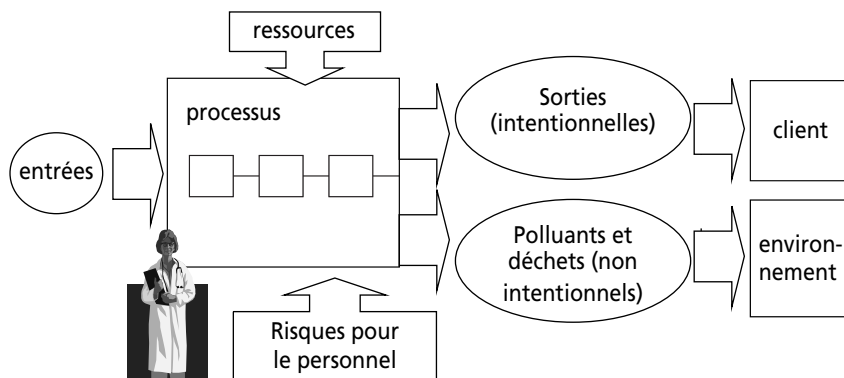 ressources
processus
entrées
Sorties
(intentionnelles)
client
Polluants et
déchets (non
intentionnels)
environ-
nement
Risques pour
le personnel